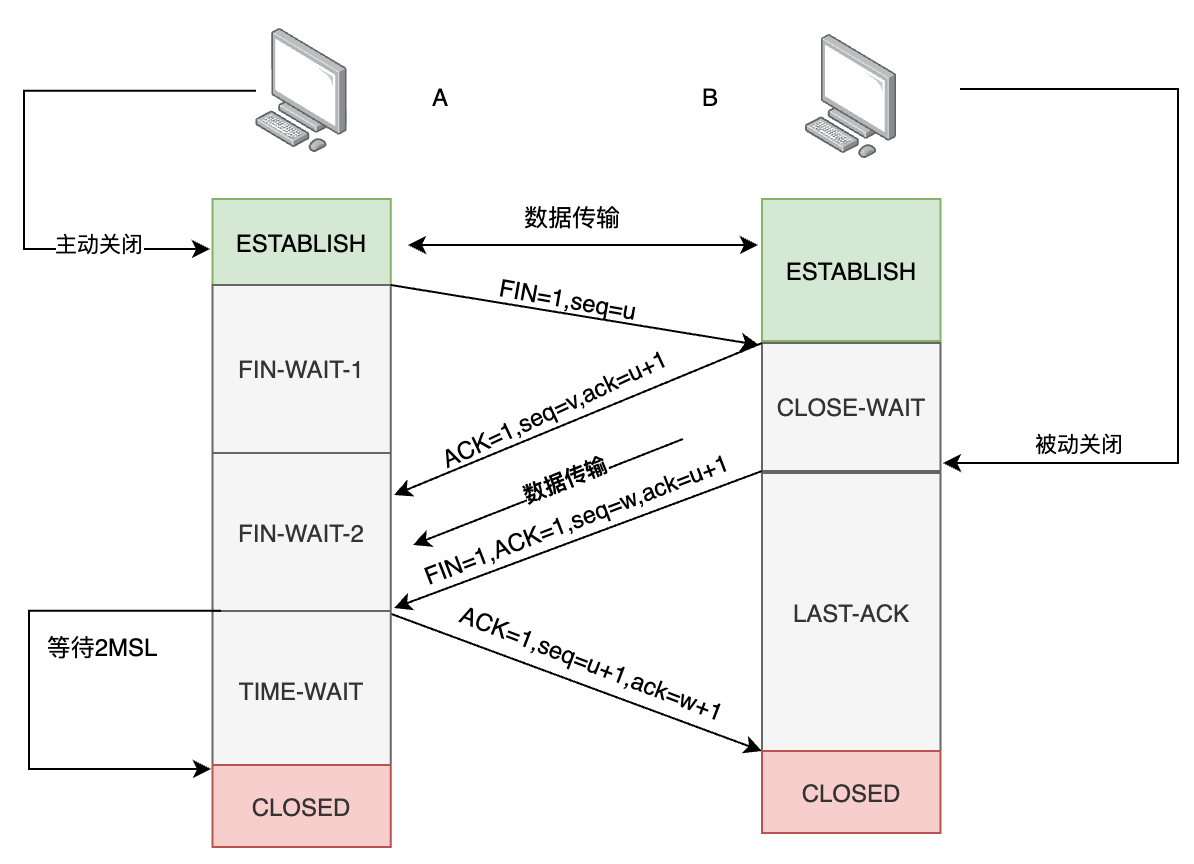 A
B
主动关闭
ESTABLISH
数据传输
ESTABLISH
FIN=1,seq=u
FIN-WAIT-1
ACK=1,seq=v,ack=u+1
CLOSE-WAIT
被动关闭
数据传输
FIN-WAIT-2
FIN=1,ACK=1,seq=w,ack=u+1
LAST-ACK
ACK=1,seq=u+1,ack=w+1
等待2MSL
TIME-WAIT
CLOSED
CLOSED